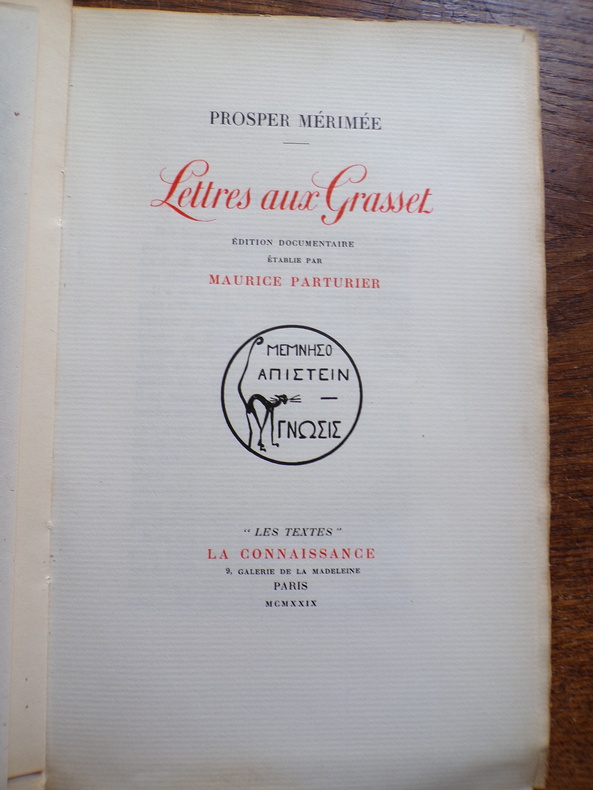 PROSPER MÉRIMÉE
Lettres aux Grasset
ÉDITION DOCUMENTAIRE
ÉTABLIE PAR
MAURICE PARTURIER
ΜΕΜΝΗΣΟ
ΑΠΙΣΤΕΙΝ
—
ΓΝΩΣΙΣ
" LES TEXTES "
LA CONNAISSANCE
9, GALERIE DE LA MADELEINE
PARIS
MCMXXIX